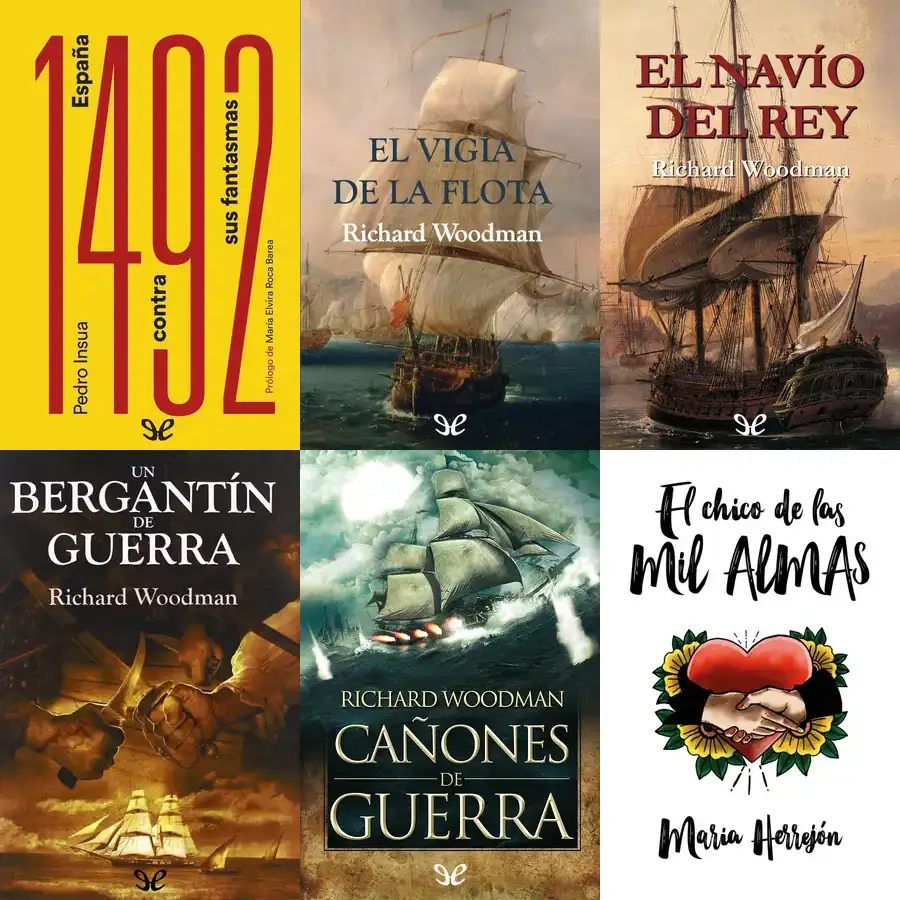 1492
España
contra
sus fantasmas
Pedro Insua
Prólogo de María Elvira Roca Barea
EL VIGÍA
DE LA FLOTA
Richard Woodman
EL NAVÍO
DEL REY
Richard Woodman
UN
BERGANTÍN
DE
GUERRA
Richard Woodman
RICHARD WOODMAN
CAÑONES
DE
GUERRA
El chico de las
Mil AlMAS
Maria Herrejón